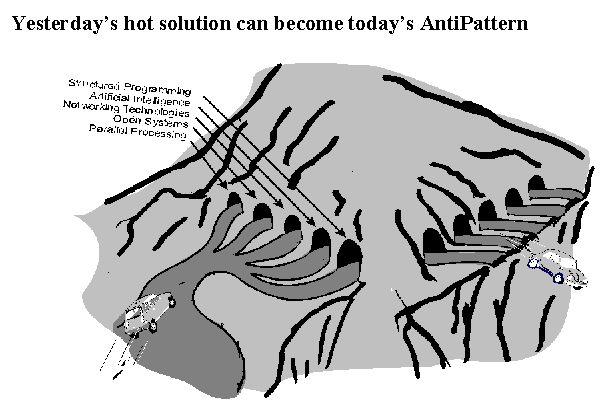 Yesterday's hot solution can become today's AntiPattern
Structured Programming
Artificial Intelligence
Networking Technologies
Open Systems
Parallel Processing